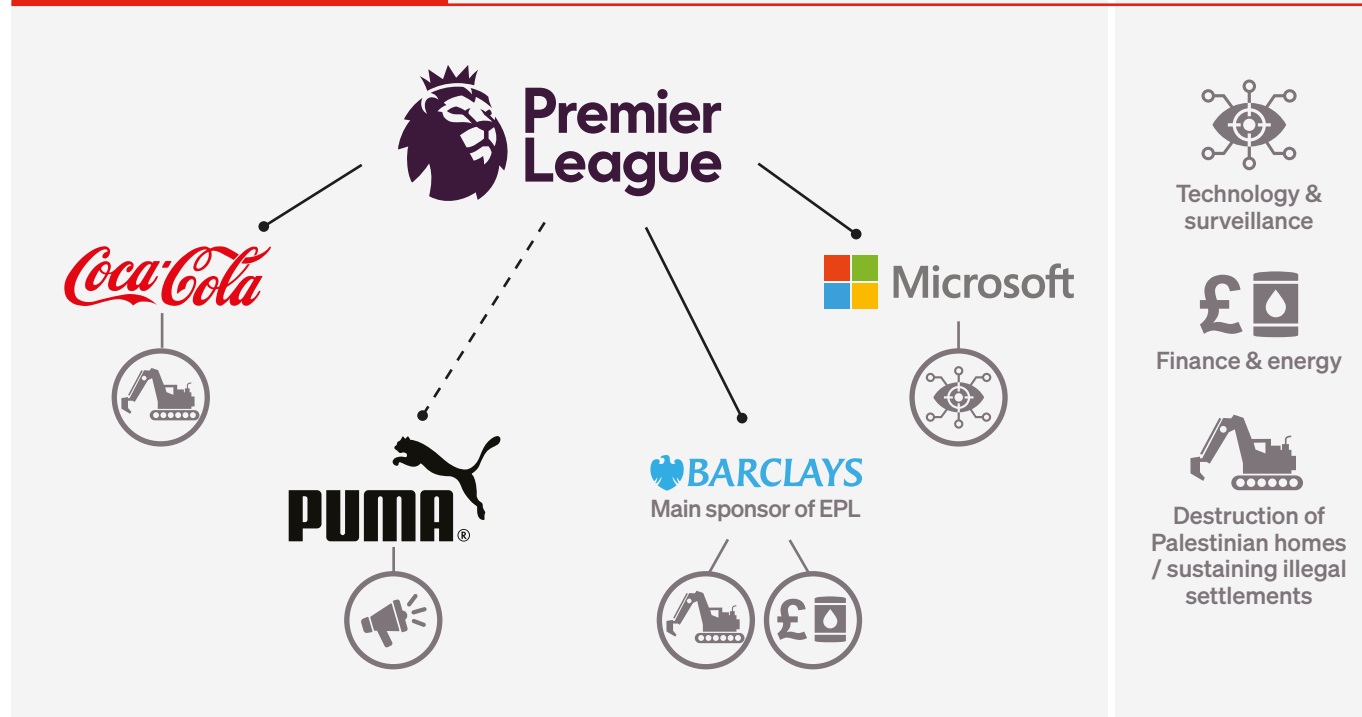 Premier
League
Coca-Cola
Microsoft
PUMA®
BARCLAYS
Main sponsor of EPL
£
Technology &
surveillance
£
Finance & energy
Destruction of
Palestinian homes
/ sustaining illegal
settlements